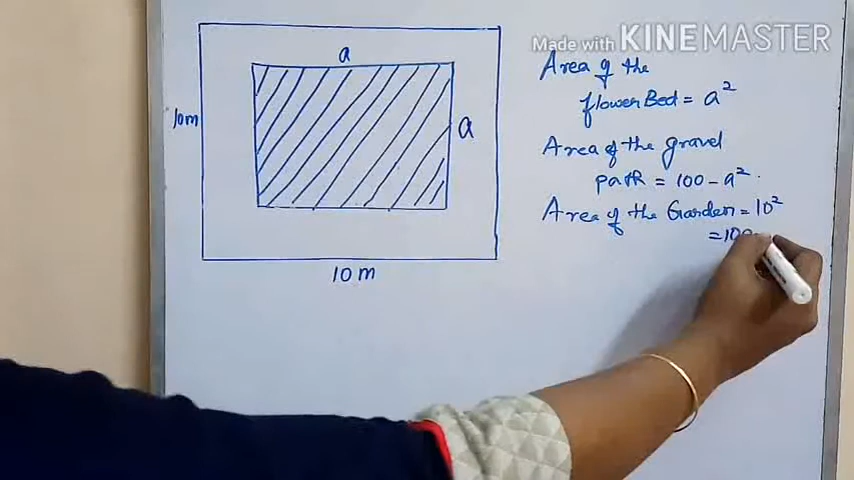 Made with KINEMASTER
a
10m
a
10 m
Area of the
flower Bed = a²
Area of the gravel
path = 100 - a².
Area of the Garden = 10²
= 100